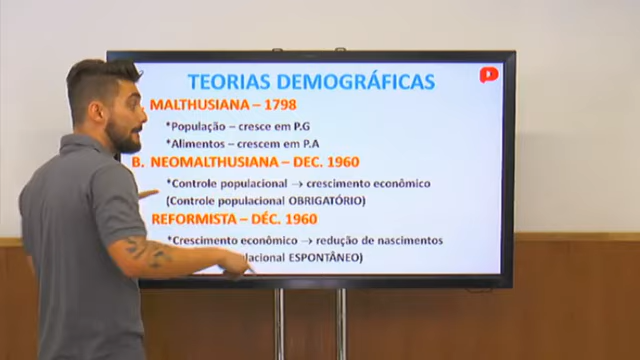 TEORIAS DEMOGRÁFICAS
MALTHUSIANA – 1798
*População – cresce em P.G
*Alimentos – crescem em P.A
B. NEOMALTHUSIANA – DEC. 1960
*Controle populacional → crescimento econômico
(Controle populacional OBRIGATÓRIO)
REFORMISTA – DÉC. 1960
*Crescimento econômico → redução de nascimentos
lacional ESPONTÂNEO)